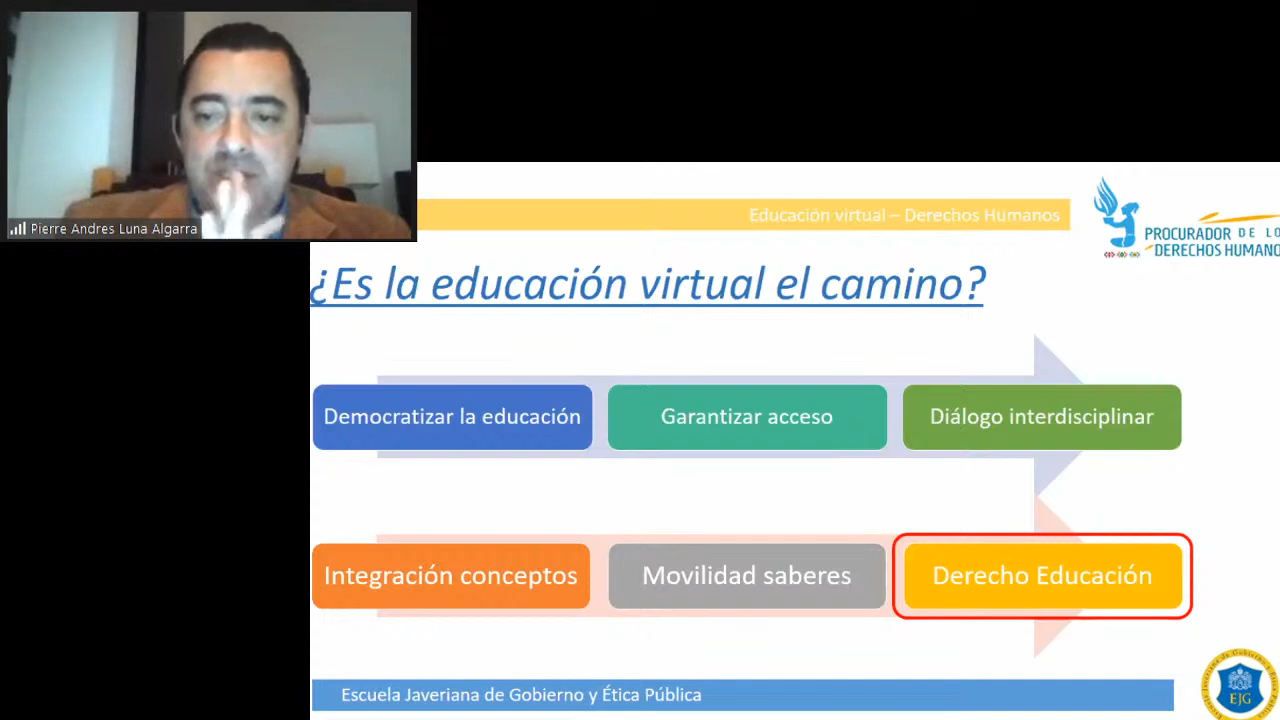 Pierre Andres Luna Algarra
Educación virtual – Derechos Humanos
PROCURADOR DE LO
DERECHOS HUMANO
¿Es la educación virtual el camino?
Democratizar la educación
Garantizar acceso
Diálogo interdisciplinar
Integración conceptos
Movilidad saberes
Derecho Educación
Escuela Javeriana de Gobierno y Ética Pública
EJG